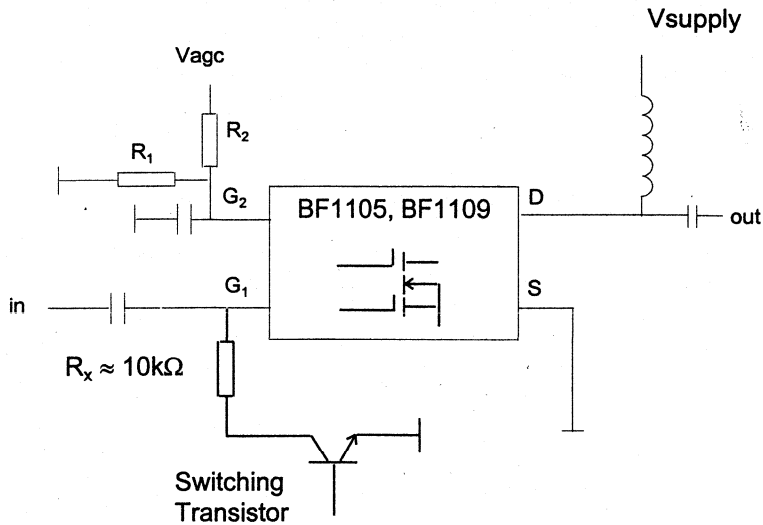 Vsupply
Vagc
R₂
R₁
G₂
BF1105, BF1109
D
out
in
G₁
S
Rₓ ≈ 10kΩ
Switching
Transistor